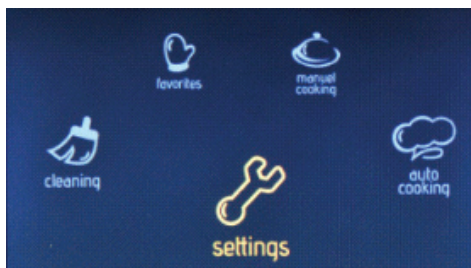 favorites
manuel
cooking
cleaning
auto
cooking
settings